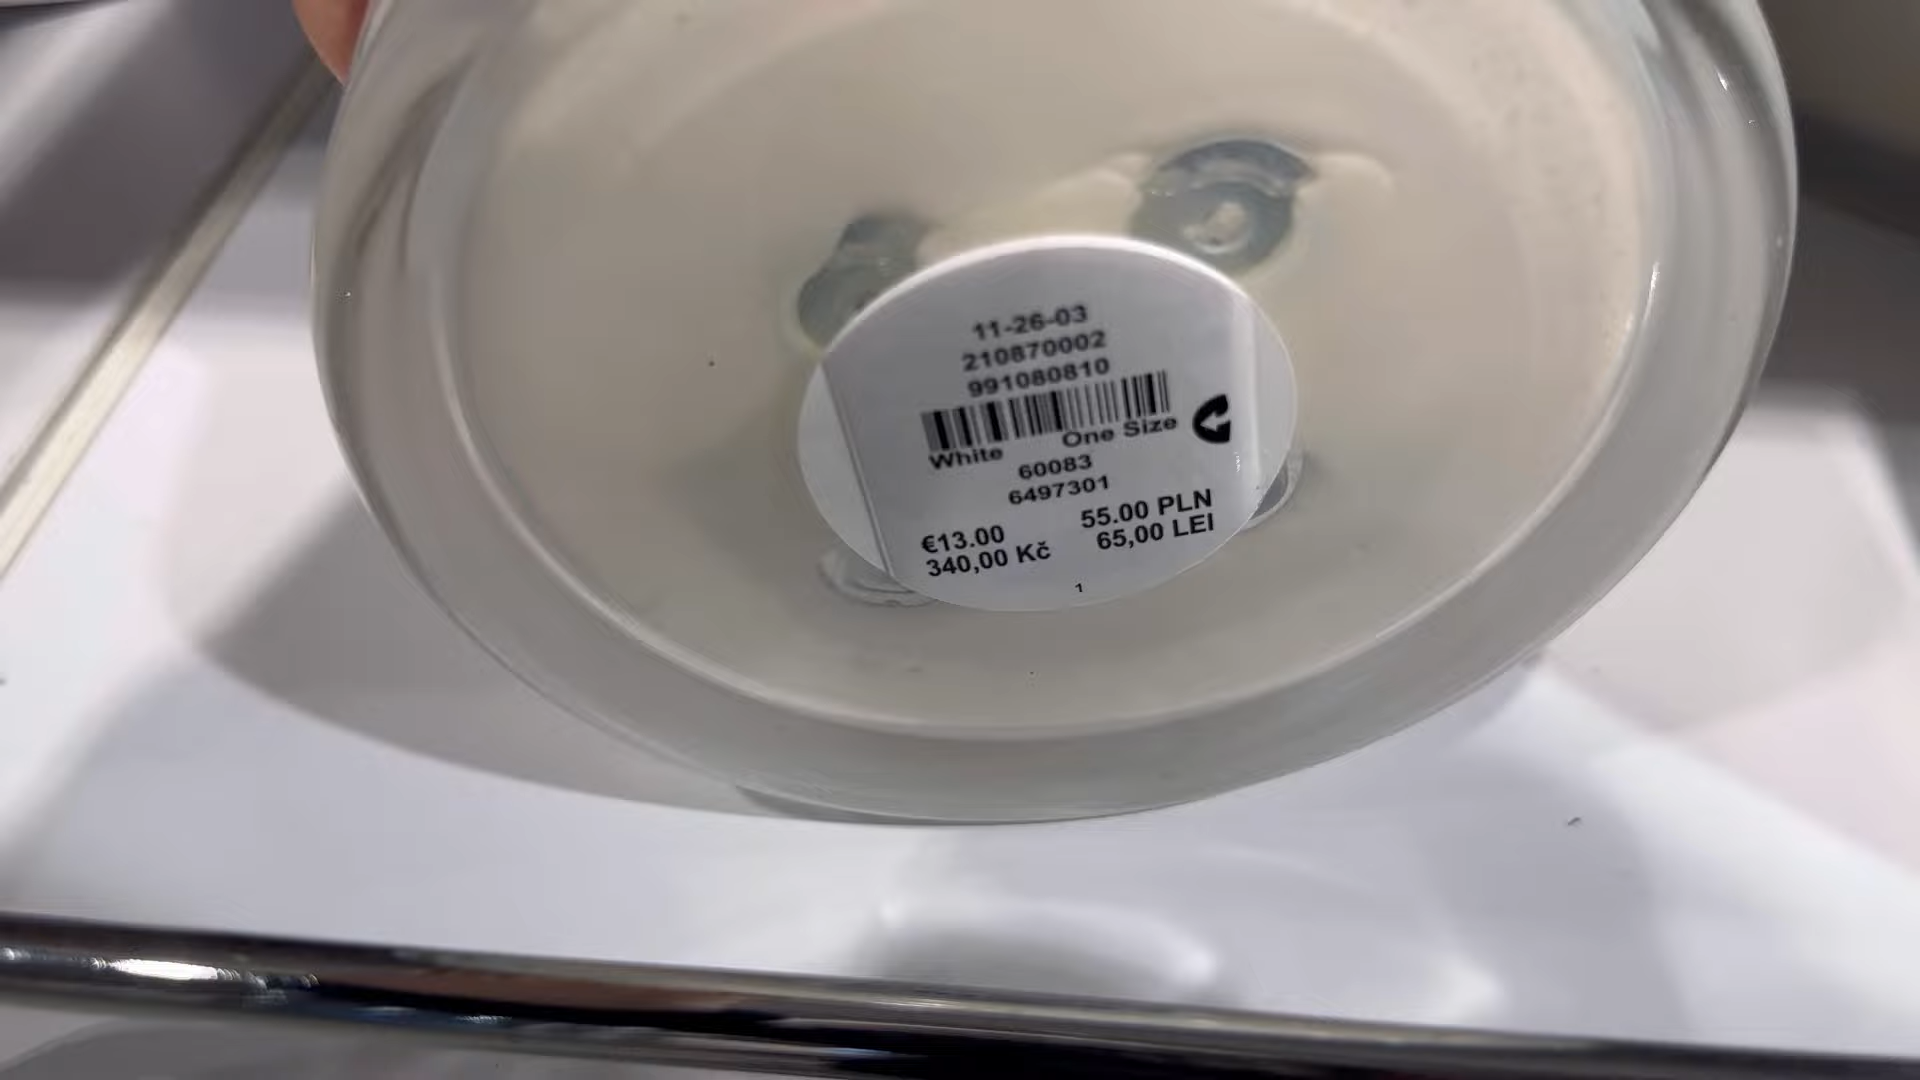 11-26-03
210870002
991080810
White One Size
60083
6497301
€13.00 55.00 PLN
340,00 Kč 65,00 LEI
1